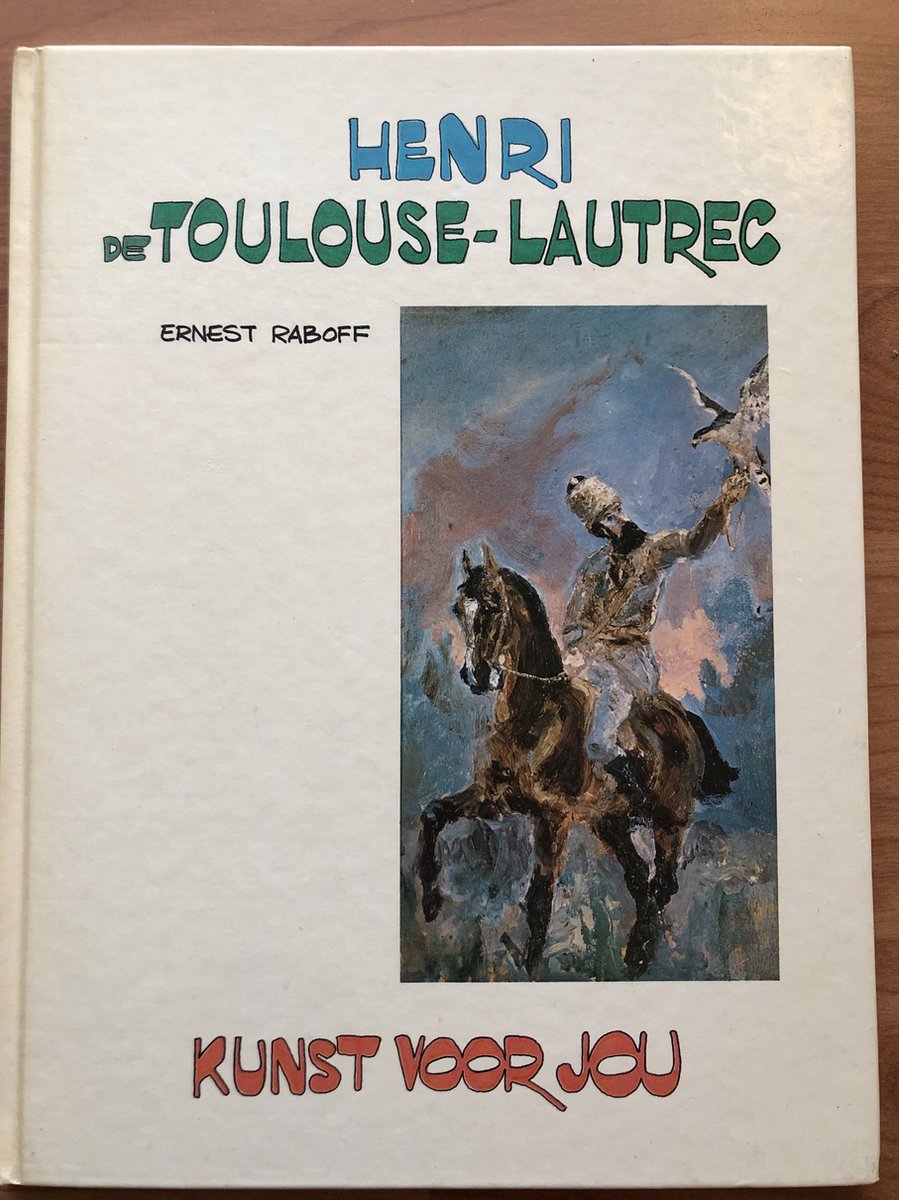 HENRI
DE TOULOUSE-LAUTREC
ERNEST RABOFF
KUNST VOOR JOU